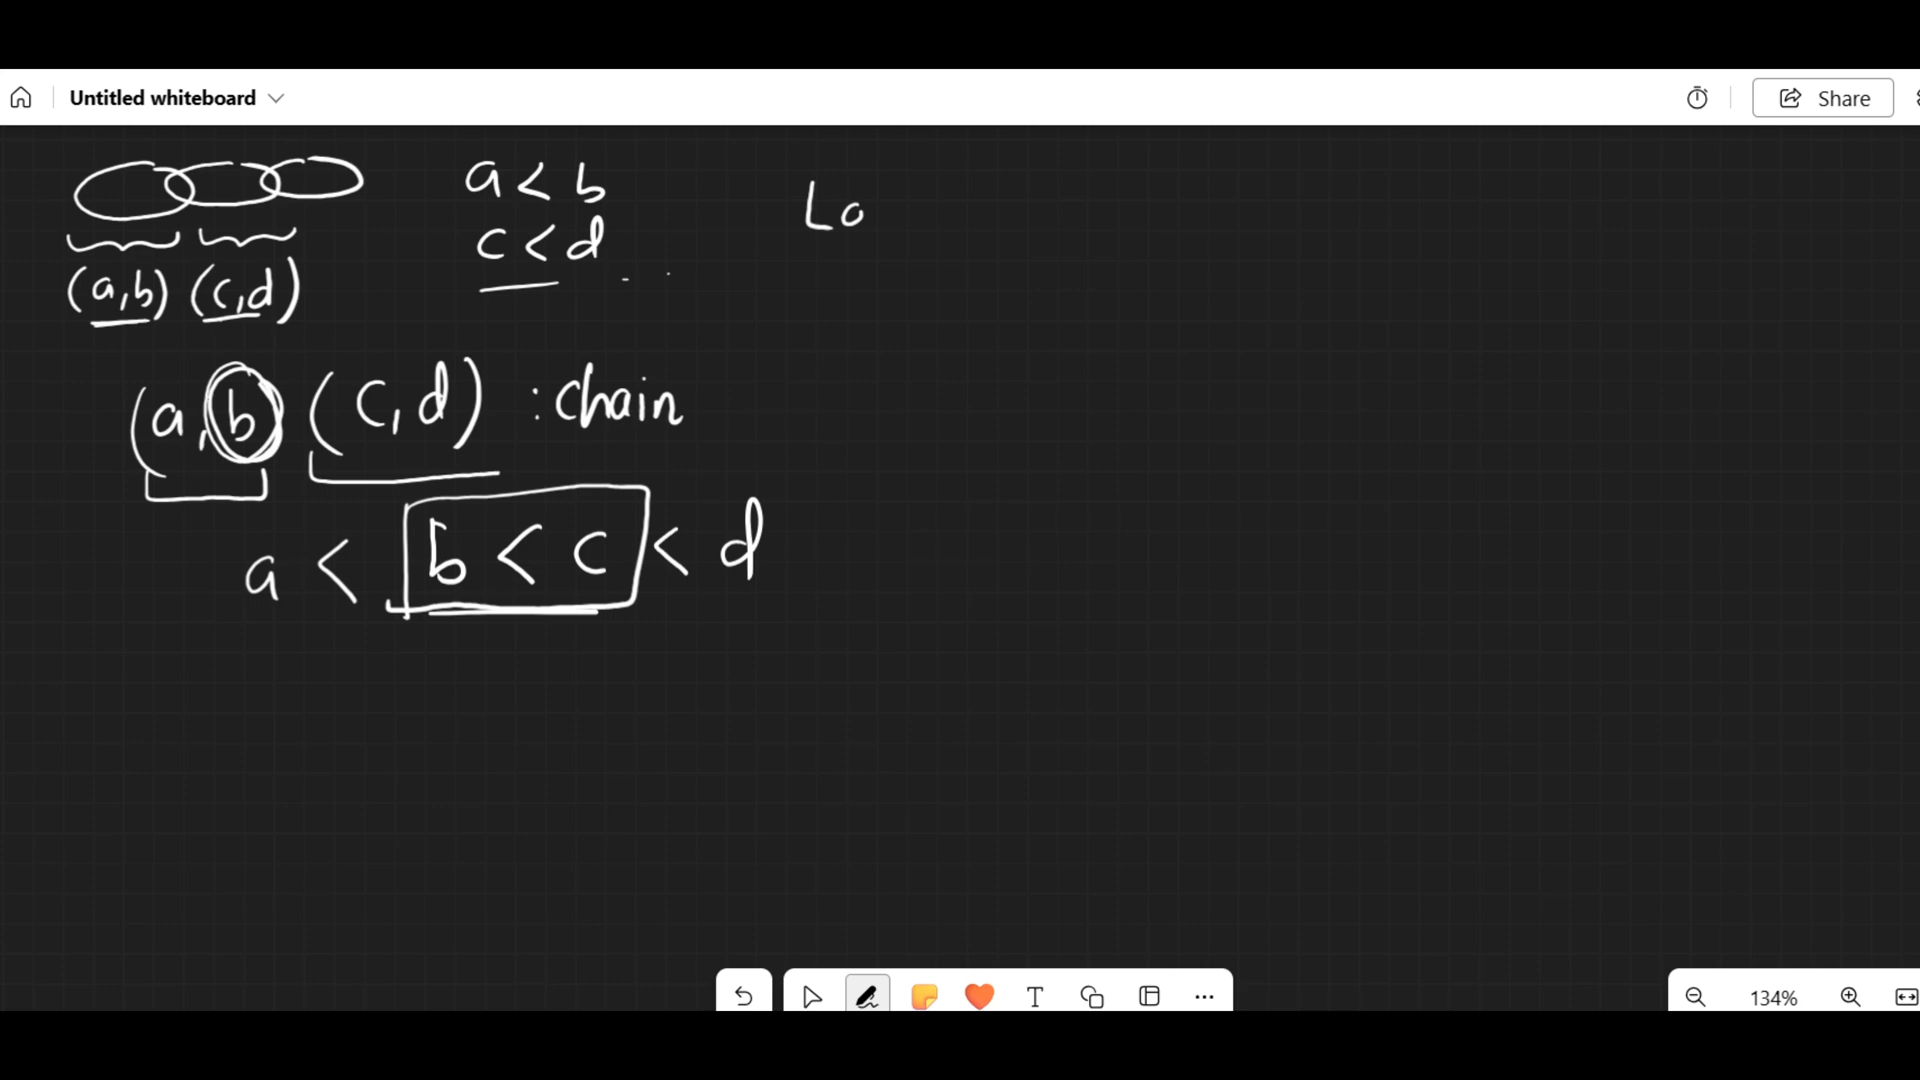 Untitled whiteboard
Share
a < b
Lo
c < d
(a,b) (c,d)
(a,b) (c,d) : chain
a < b < c < d
T
134%